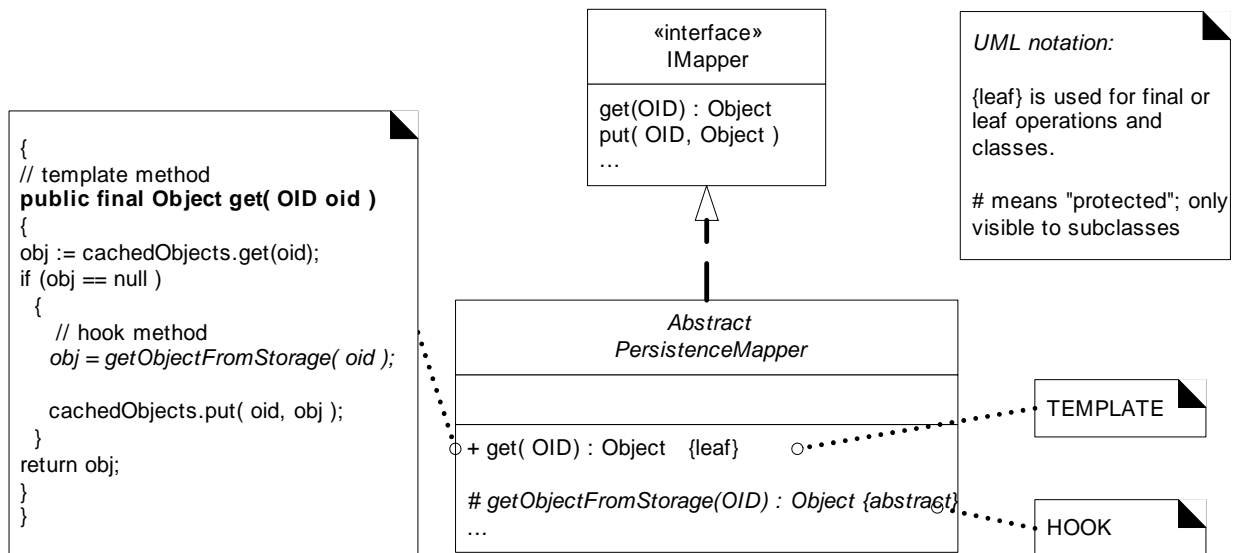 «interface»
IMapper
get(OID) : Object
put( OID, Object )
...
UML notation:
{leaf} is used for final or
leaf operations and
classes.
# means "protected"; only
visible to subclasses
{
// template method
public final Object get( OID oid )
{
obj := cachedObjects.get(oid);
if (obj == null )
{
// hook method
obj = getObjectFromStorage( oid );
cachedObjects.put( oid, obj );
}
return obj;
}
}
Abstract
PersistenceMapper
+ get( OID) : Object {leaf}
# getObjectFromStorage(OID) : Object {abstract}
...
TEMPLATE
HOOK